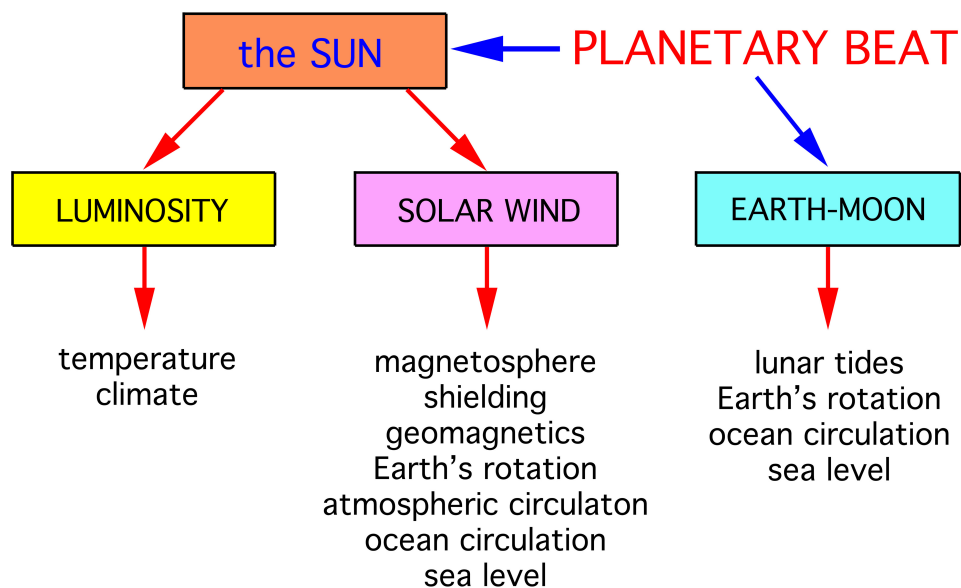 the SUN
PLANETARY BEAT
LUMINOSITY
SOLAR WIND
EARTH-MOON
temperature
climate
magnetosphere
shielding
geomagnetics
Earth’s rotation
atmospheric circulaton
ocean circulation
sea level
lunar tides
Earth’s rotation
ocean circulation
sea level